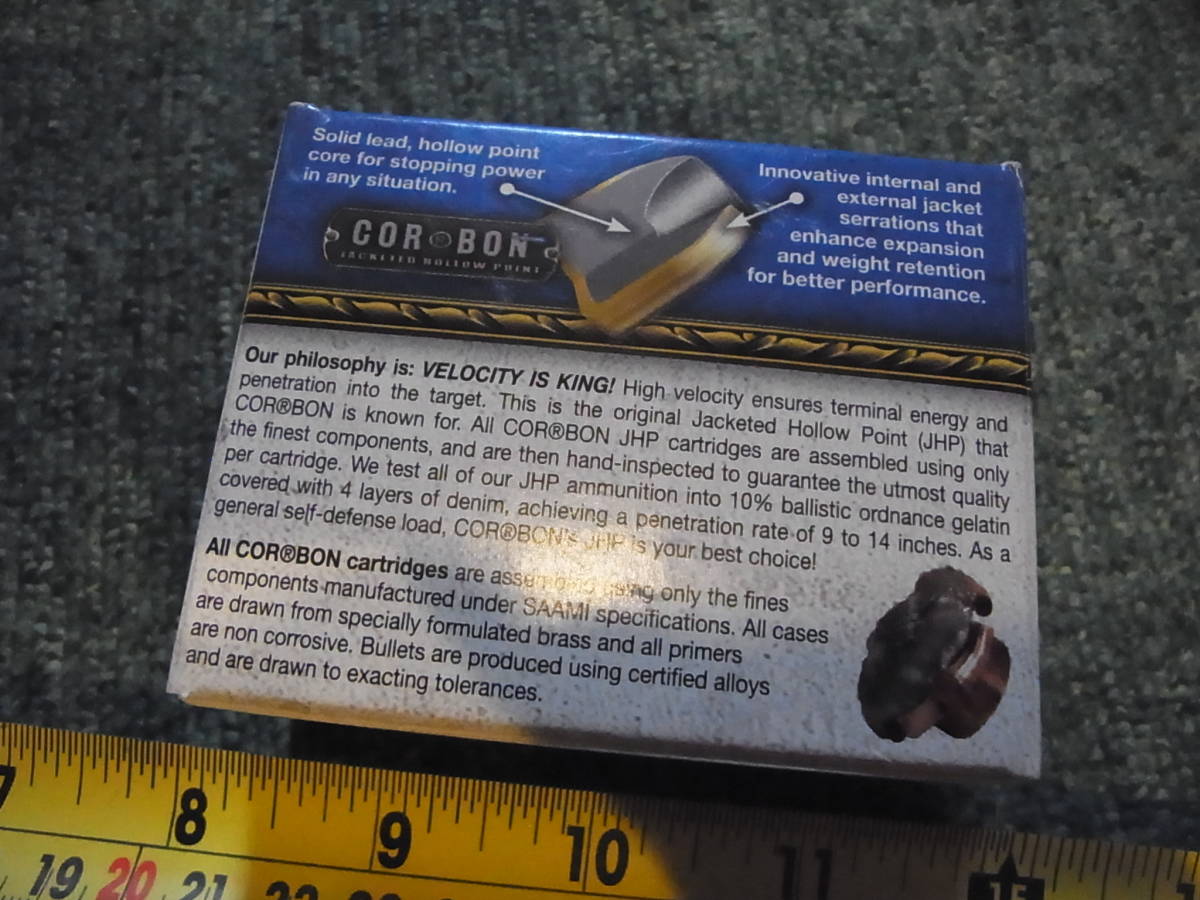 Solid lead, hollow point
core for stopping power
in any situation.
COR®BON
JACKETED HOLLOW POINT
Innovative internal and
external jacket
serrations that
enhance expansion
and weight retention
for better performance.
Our philosophy is: VELOCITY IS KING! High velocity ensures terminal energy and
penetration into the target. This is the original Jacketed Hollow Point (JHP) that
COR®BON is known for. All COR®BON JHP cartridges are assembled using only
the finest components, and are then hand-inspected to guarantee the utmost quality
per cartridge. We test all of our JHP ammunition into 10% ballistic ordnance gelatin
covered with 4 layers of denim, achieving a penetration rate of 9 to 14 inches. As a
general self-defense load, COR®BON's JHP is your best choice!
All COR®BON cartridges are assembled using only the fines
components manufactured under SAAMI specifications. All cases
are drawn from specially formulated brass and all primers
are non corrosive. Bullets are produced using certified alloys
and are drawn to exacting tolerances.
7 8 9 10 11 1F 1
19 20 21 22